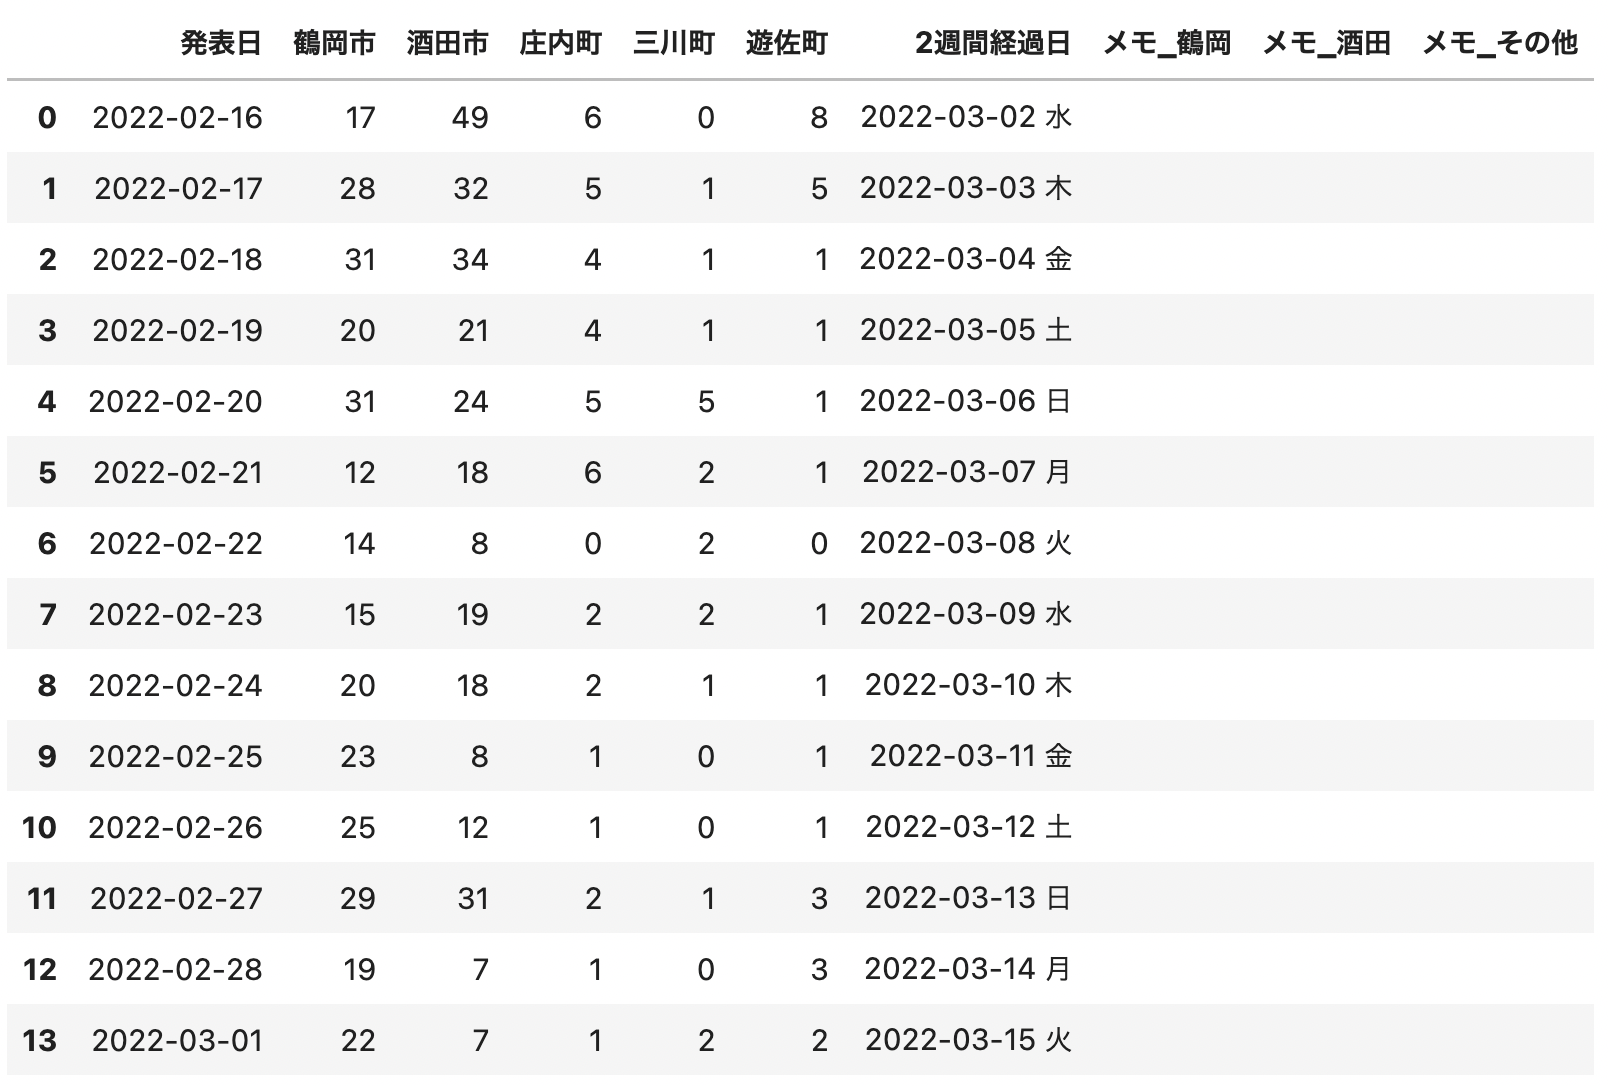 発表日 鶴岡市 酒田市 庄内町 三川町 遊佐町 2週間経過日 メモ_鶴岡 メモ_酒田 メモ_その他
0 2022-02-16 17 49 6 0 8 2022-03-02 水
1 2022-02-17 28 32 5 1 5 2022-03-03 木
2 2022-02-18 31 34 4 1 1 2022-03-04 金
3 2022-02-19 20 21 4 1 1 2022-03-05 土
4 2022-02-20 31 24 5 5 1 2022-03-06 日
5 2022-02-21 12 18 6 2 1 2022-03-07 月
6 2022-02-22 14 8 0 2 0 2022-03-08 火
7 2022-02-23 15 19 2 2 1 2022-03-09 水
8 2022-02-24 20 18 2 1 1 2022-03-10 木
9 2022-02-25 23 8 1 0 1 2022-03-11 金
10 2022-02-26 25 12 1 0 1 2022-03-12 土
11 2022-02-27 29 31 2 1 3 2022-03-13 日
12 2022-02-28 19 7 1 0 3 2022-03-14 月
13 2022-03-01 22 7 1 2 2 2022-03-15 火